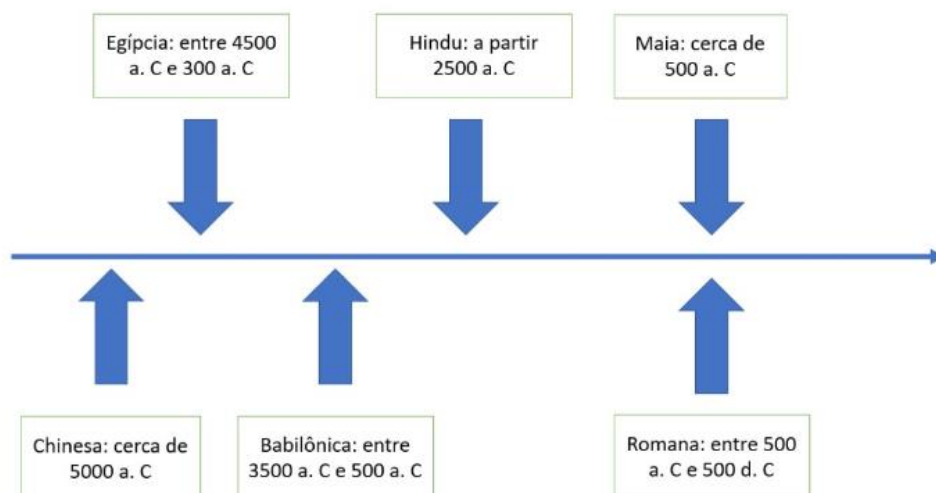 Egípcia: entre 4500
a. C e 300 a. C
Hindu: a partir
2500 a. C
Maia: cerca de
500 a. C
Chinesa: cerca de
5000 a. C
Babilônica: entre
3500 a. C e 500 a. C
Romana: entre 500
a. C e 500 d. C